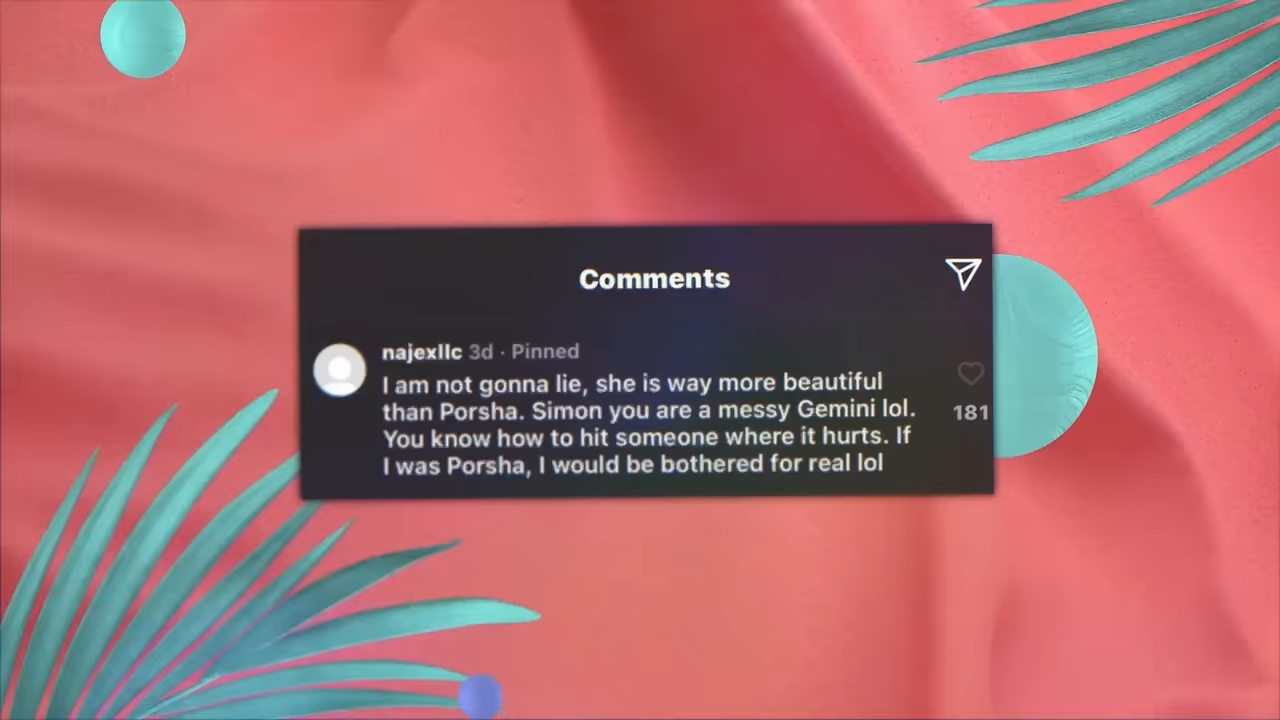 Comments
najexllc 3d · Pinned
I am not gonna lie, she is way more beautiful
than Porsha. Simon you are a messy Gemini lol.
You know how to hit someone where it hurts. If
I was Porsha, I would be bothered for real lol
181